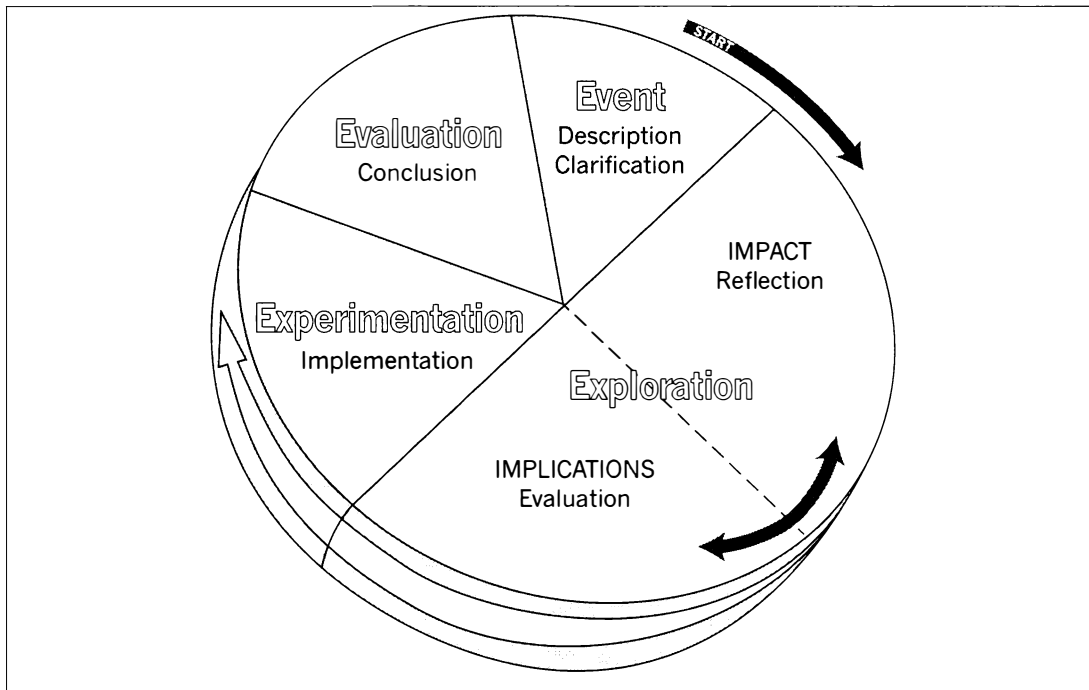 START
Event
Description
Clarification
Evaluation
Conclusion
IMPACT
Reflection
Experimentation
Implementation
Exploration
IMPLICATIONS
Evaluation